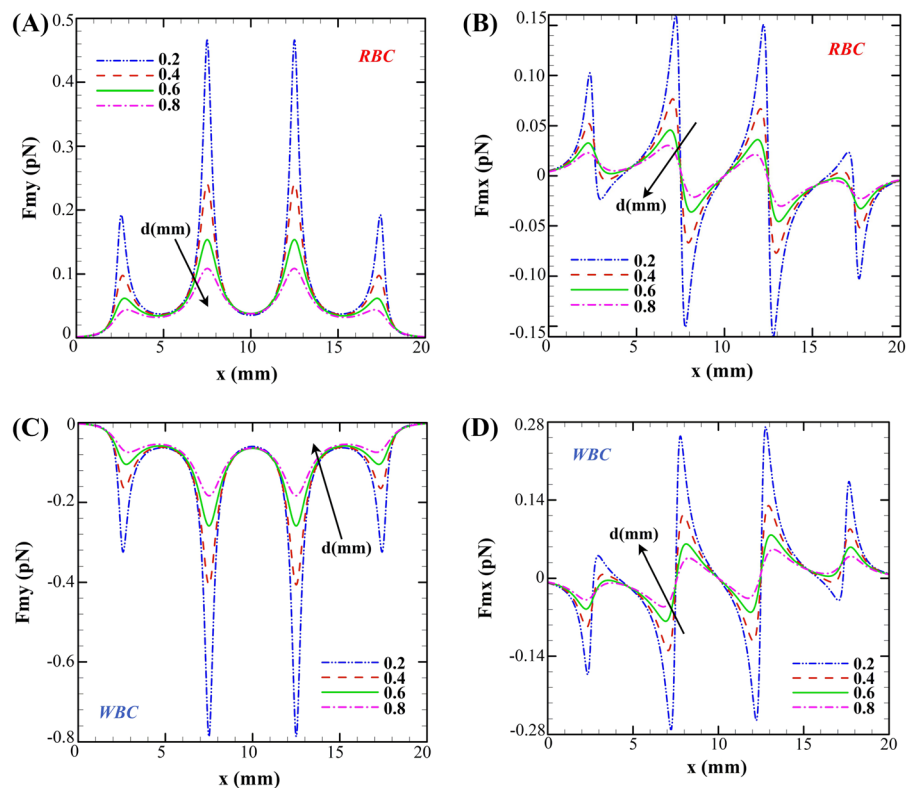 (A)
RBC
0.2
0.4
0.6
0.8
d(mm)
Fmy (pN)
0.5
0.4
0.3
0.2
0.1
0
0 5 10 15 20
x (mm)
(B)
RBC
d(mm)
0.2
0.4
0.6
0.8
Fmx (pN)
0.15
0.10
0.05
0
-0.05
-0.10
-0.15
0 5 10 15 20
x (mm)
(C)
d(mm)
WBC
0.2
0.4
0.6
0.8
Fmy (pN)
0
-0.2
-0.4
-0.6
-0.8
0 5 10 15 20
x (mm)
(D)
WBC
d(mm)
0.2
0.4
0.6
0.8
Fmx (pN)
0.28
0.14
0
-0.14
-0.28
0 5 10 15 20
x (mm)